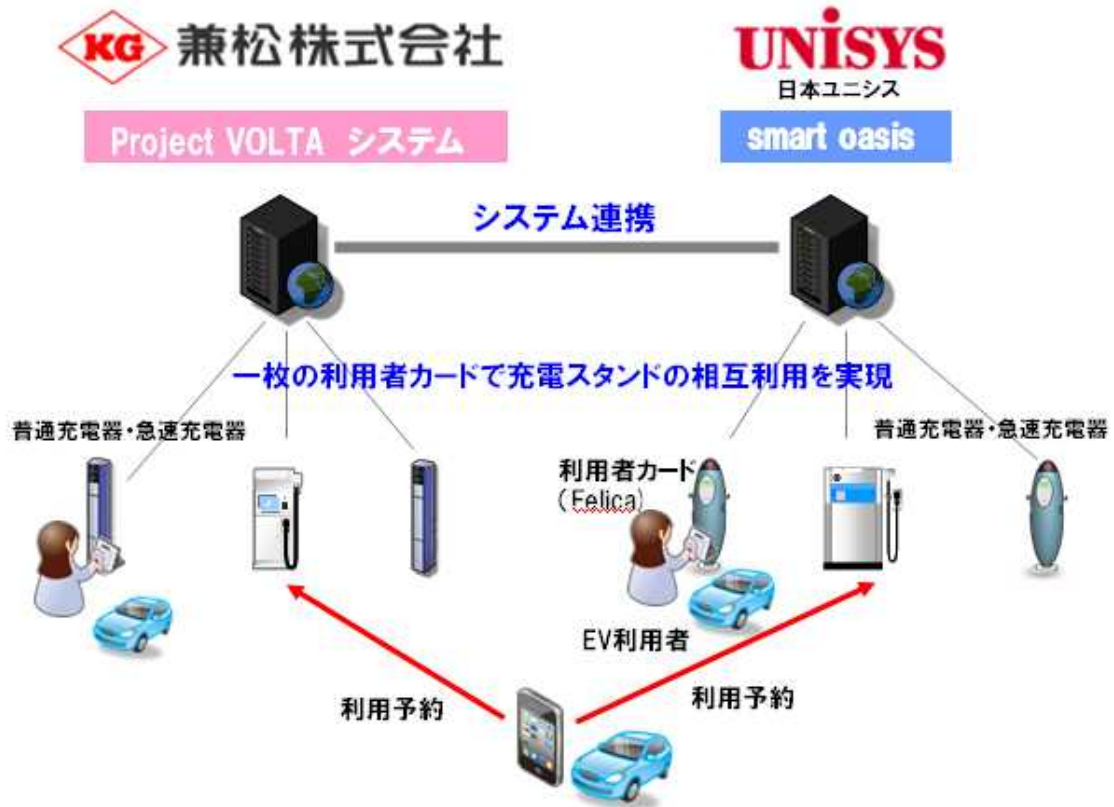 KG 兼松株式会社
UNISYS
日本ユニシス
Project VOLTA システム
smart oasis
システム連携
一枚の利用者カードで充電スタンドの相互利用を実現
普通充電器・急速充電器
普通充電器・急速充電器
利用者カード
（Felica）
EV利用者
利用予約
利用予約